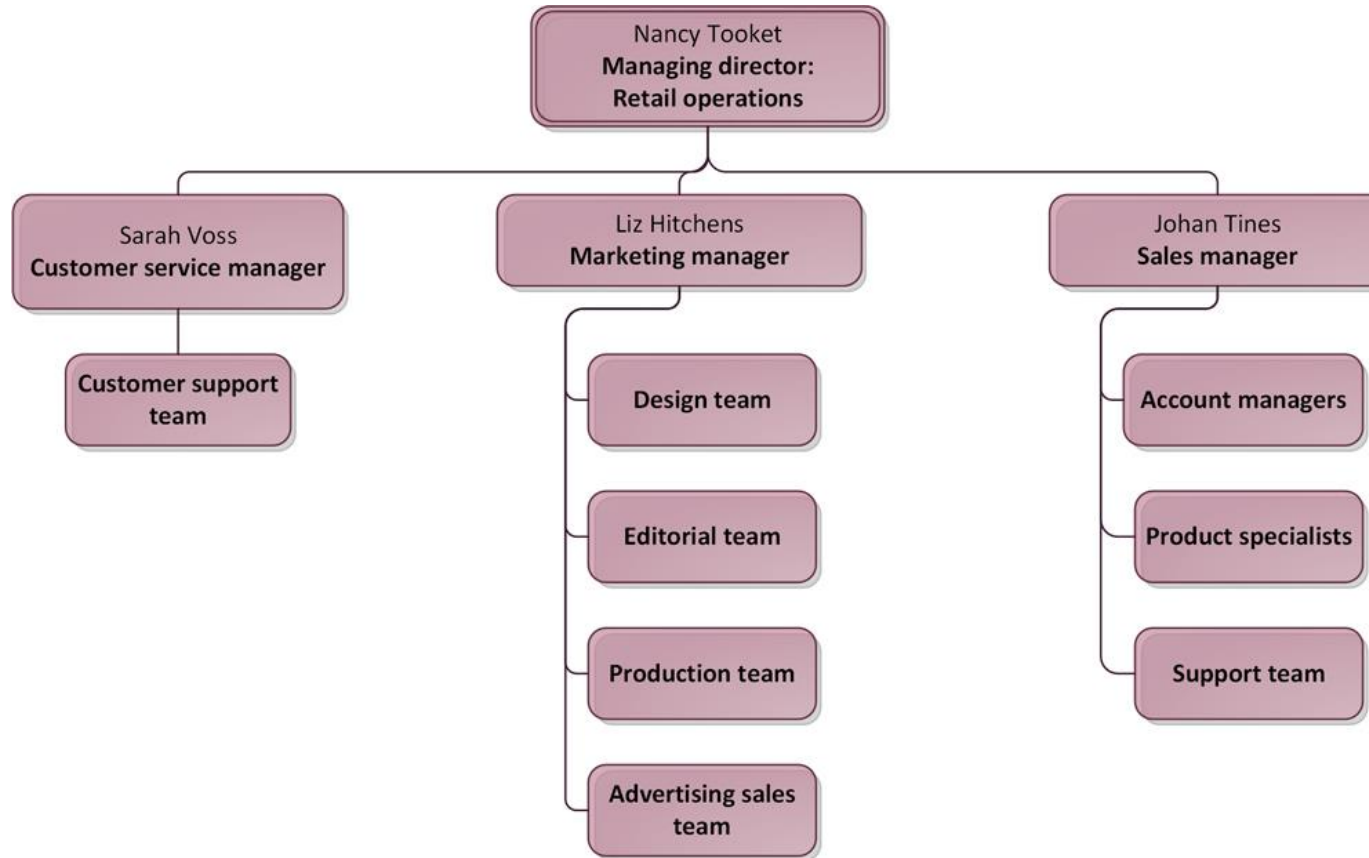 Nancy Tooket
Managing director:
Retail operations
Sarah Voss
Customer service manager
Liz Hitchens
Marketing manager
Johan Tines
Sales manager
Customer support
team
Design team
Editorial team
Production team
Advertising sales
team
Account managers
Product specialists
Support team